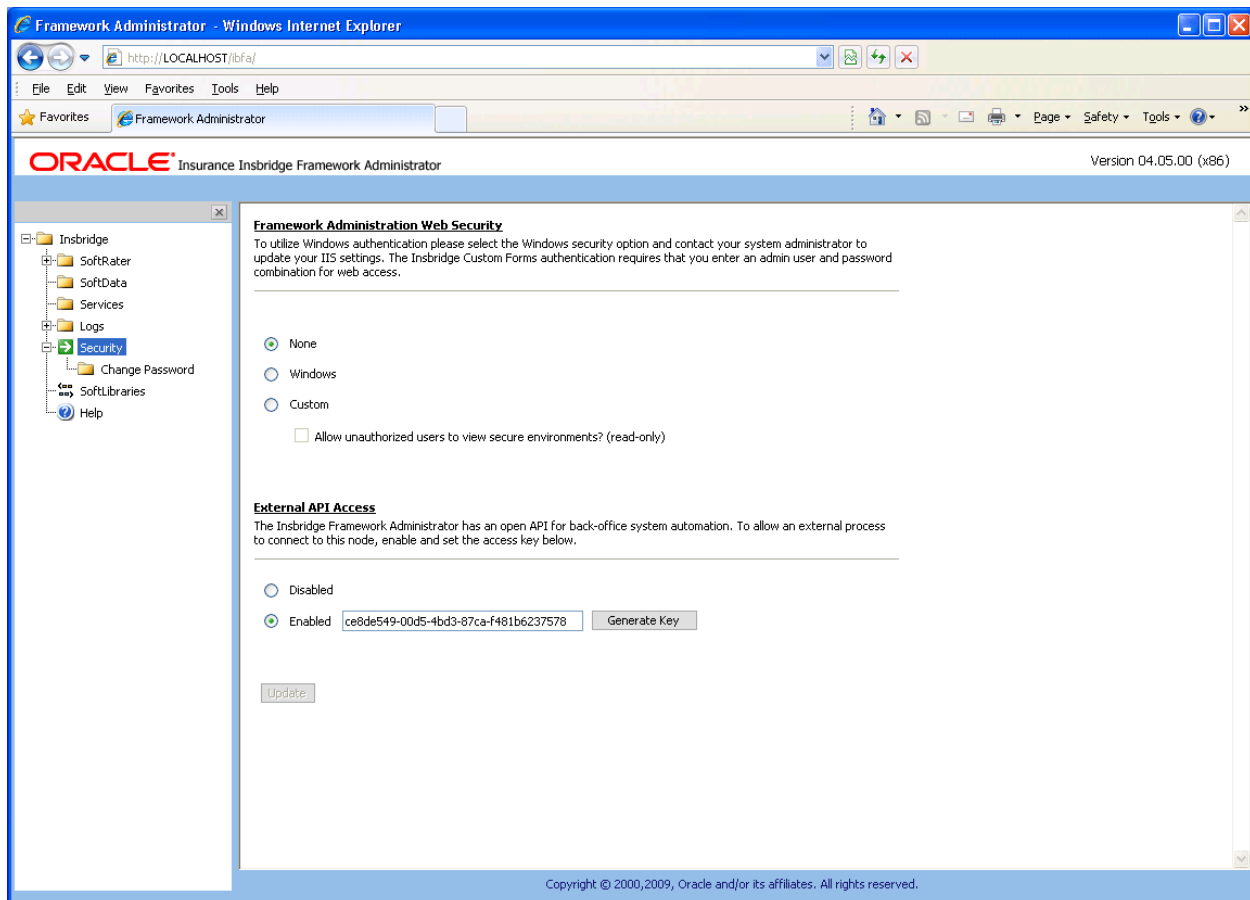 Framework Administrator - Windows Internet Explorer
http://LOCALHOST/ibfa/
File Edit View Favorites Tools Help
Favorites Framework Administrator Page Safety Tools »
ORACLE Insurance Insbridge Framework Administrator Version 04.05.00 (x86)
Insbridge
SoftRater
SoftData
Services
Logs
Security
Change Password
SoftLibraries
Help
Framework Administration Web Security
To utilize Windows authentication please select the Windows security option and contact your system administrator to
update your IIS settings. The Insbridge Custom Forms authentication requires that you enter an admin user and password
combination for web access.
None
Windows
Custom
Allow unauthorized users to view secure environments? (read-only)
External API Access
The Insbridge Framework Administrator has an open API for back-office system automation. To allow an external process
to connect to this node, enable and set the access key below.
Disabled
Enabled ce8de549-00d5-4bd3-87ca-f481b6237578 Generate Key
Update
Copyright © 2000,2009, Oracle and/or its affiliates. All rights reserved.